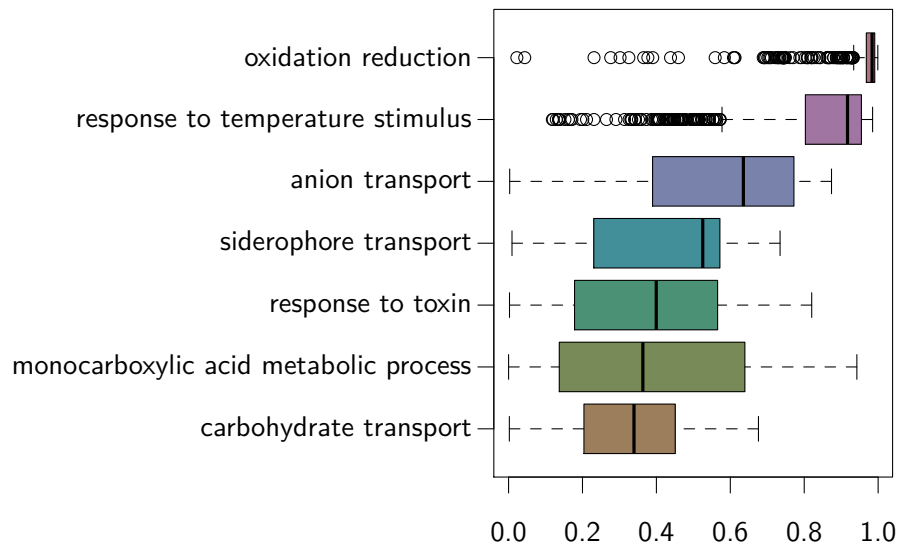 oxidation reduction
response to temperature stimulus
anion transport
siderophore transport
response to toxin
monocarboxylic acid metabolic process
carbohydrate transport
0.0 0.2 0.4 0.6 0.8 1.0